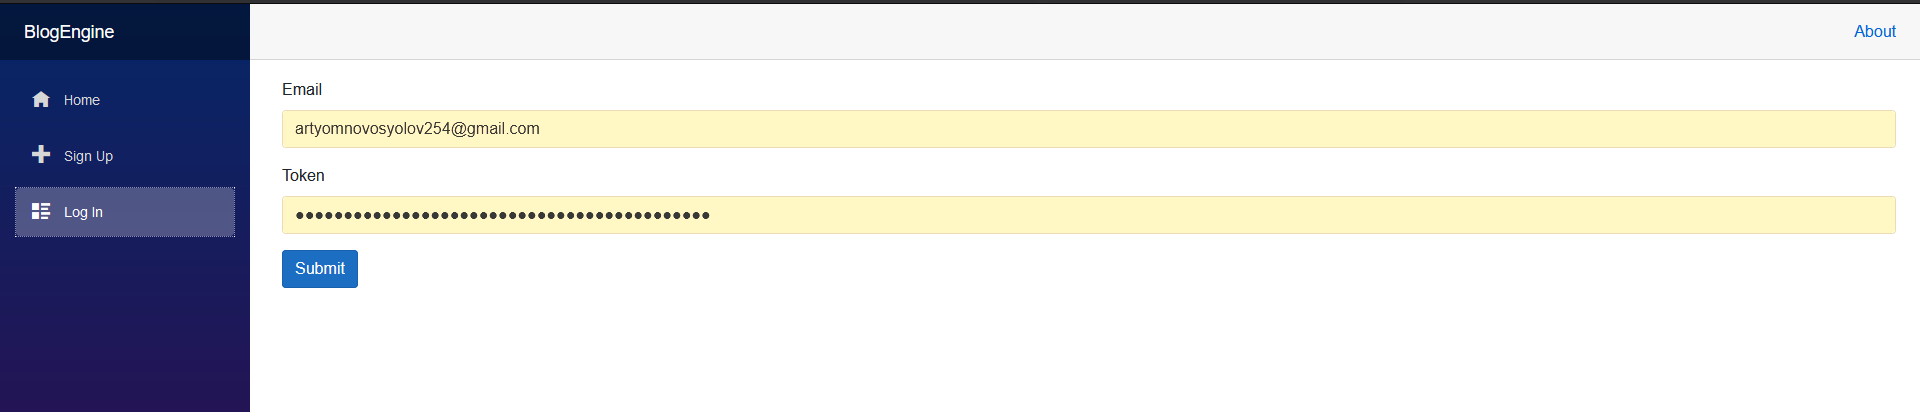 BlogEngine
About
Home
Sign Up
Log In
Email
artyomnovosyolov254@gmail.com
Token
●●●●●●●●●●●●●●●●●●●●●●●●●●●●●●●●●●●●●●●●●●●
Submit